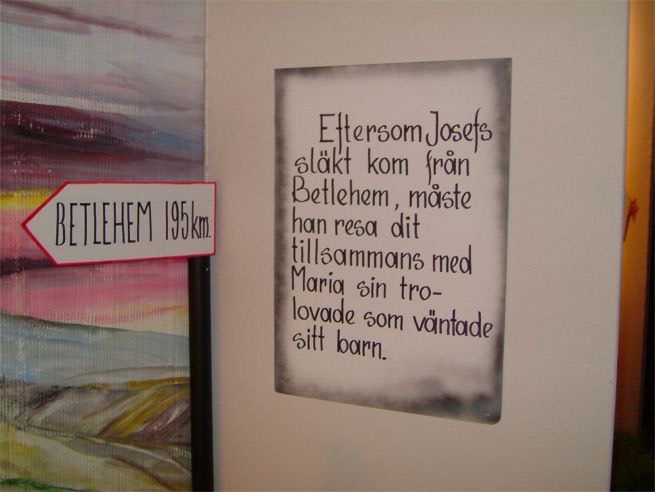 BETLEHEM 195km.
Eftersom Josefs
släkt kom från
Betlehem, måste
han resa dit
tillsammans med
Maria sin tro-
lovade som väntade
sitt barn.